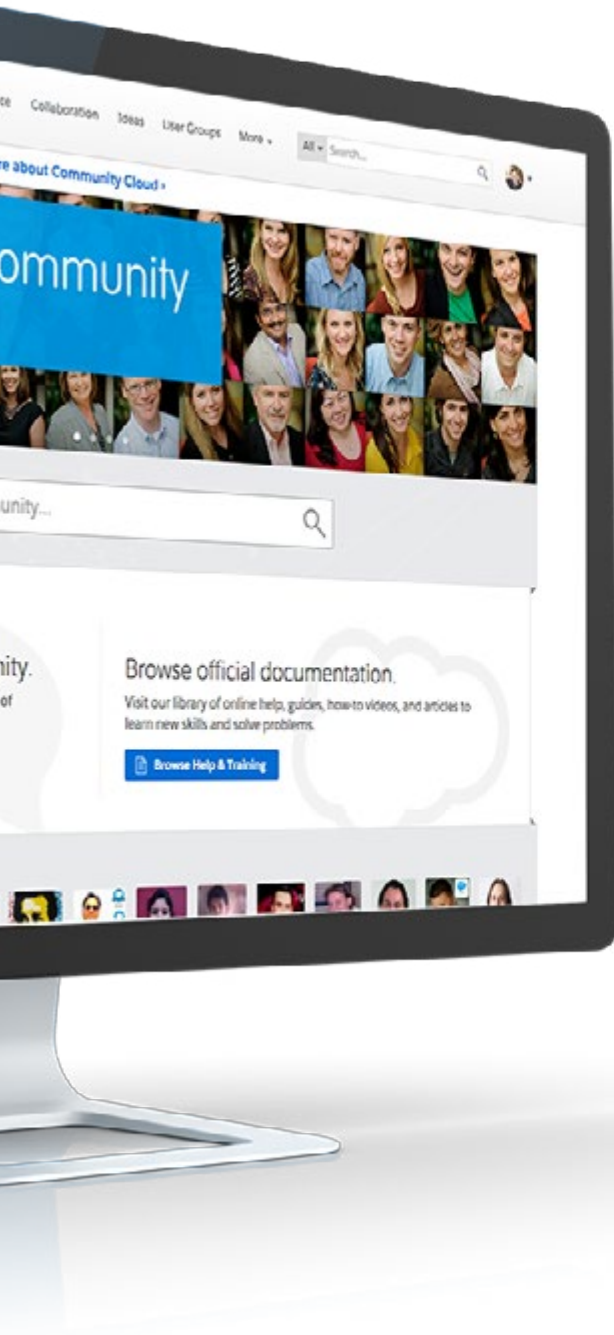 Collaboration Ideas User Groups More All Search...
re about Community Cloud
ommunity
unity...
nity.
of
Browse official documentation.
Visit our library of online help, guides, how-to videos, and articles to
learn new skills and solve problems.
Browse Help & Training